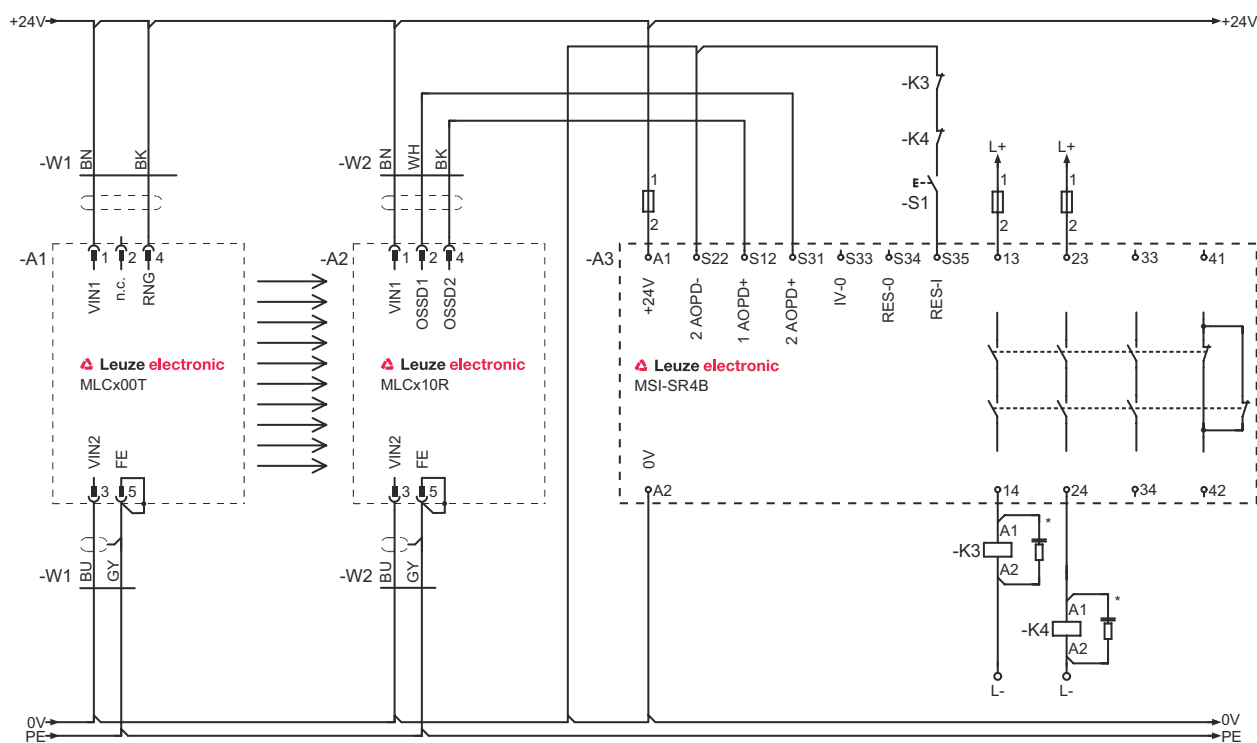 +24V +24V
-K3
-W1 BN BK -W2 BN WH BK -K4 L+ L+
-S1 1 2 1 2 1 2
-A1 1 2 4 -A2 1 2 4 -A3 A1 S22 S12 S31 S33 S34 S35 13 23 33 41
VIN1 n.c. RNG VIN1 OSSD1 OSSD2 +24V 2 AOPD- 1 AOPD+ 2 AOPD+ IV-0 RES-0 RES-I
Leuze electronic Leuze electronic Leuze electronic
MLCx00T MLCx10R MSI-SR4B
VIN2 FE VIN2 FE 0V
3 5 3 5 A2 14 24 34 42
-K3 A1 A2 *
-W1 BU GY -W2 BU GY
-K4 A1 A2 *
L- L-
0V 0V
PE PE